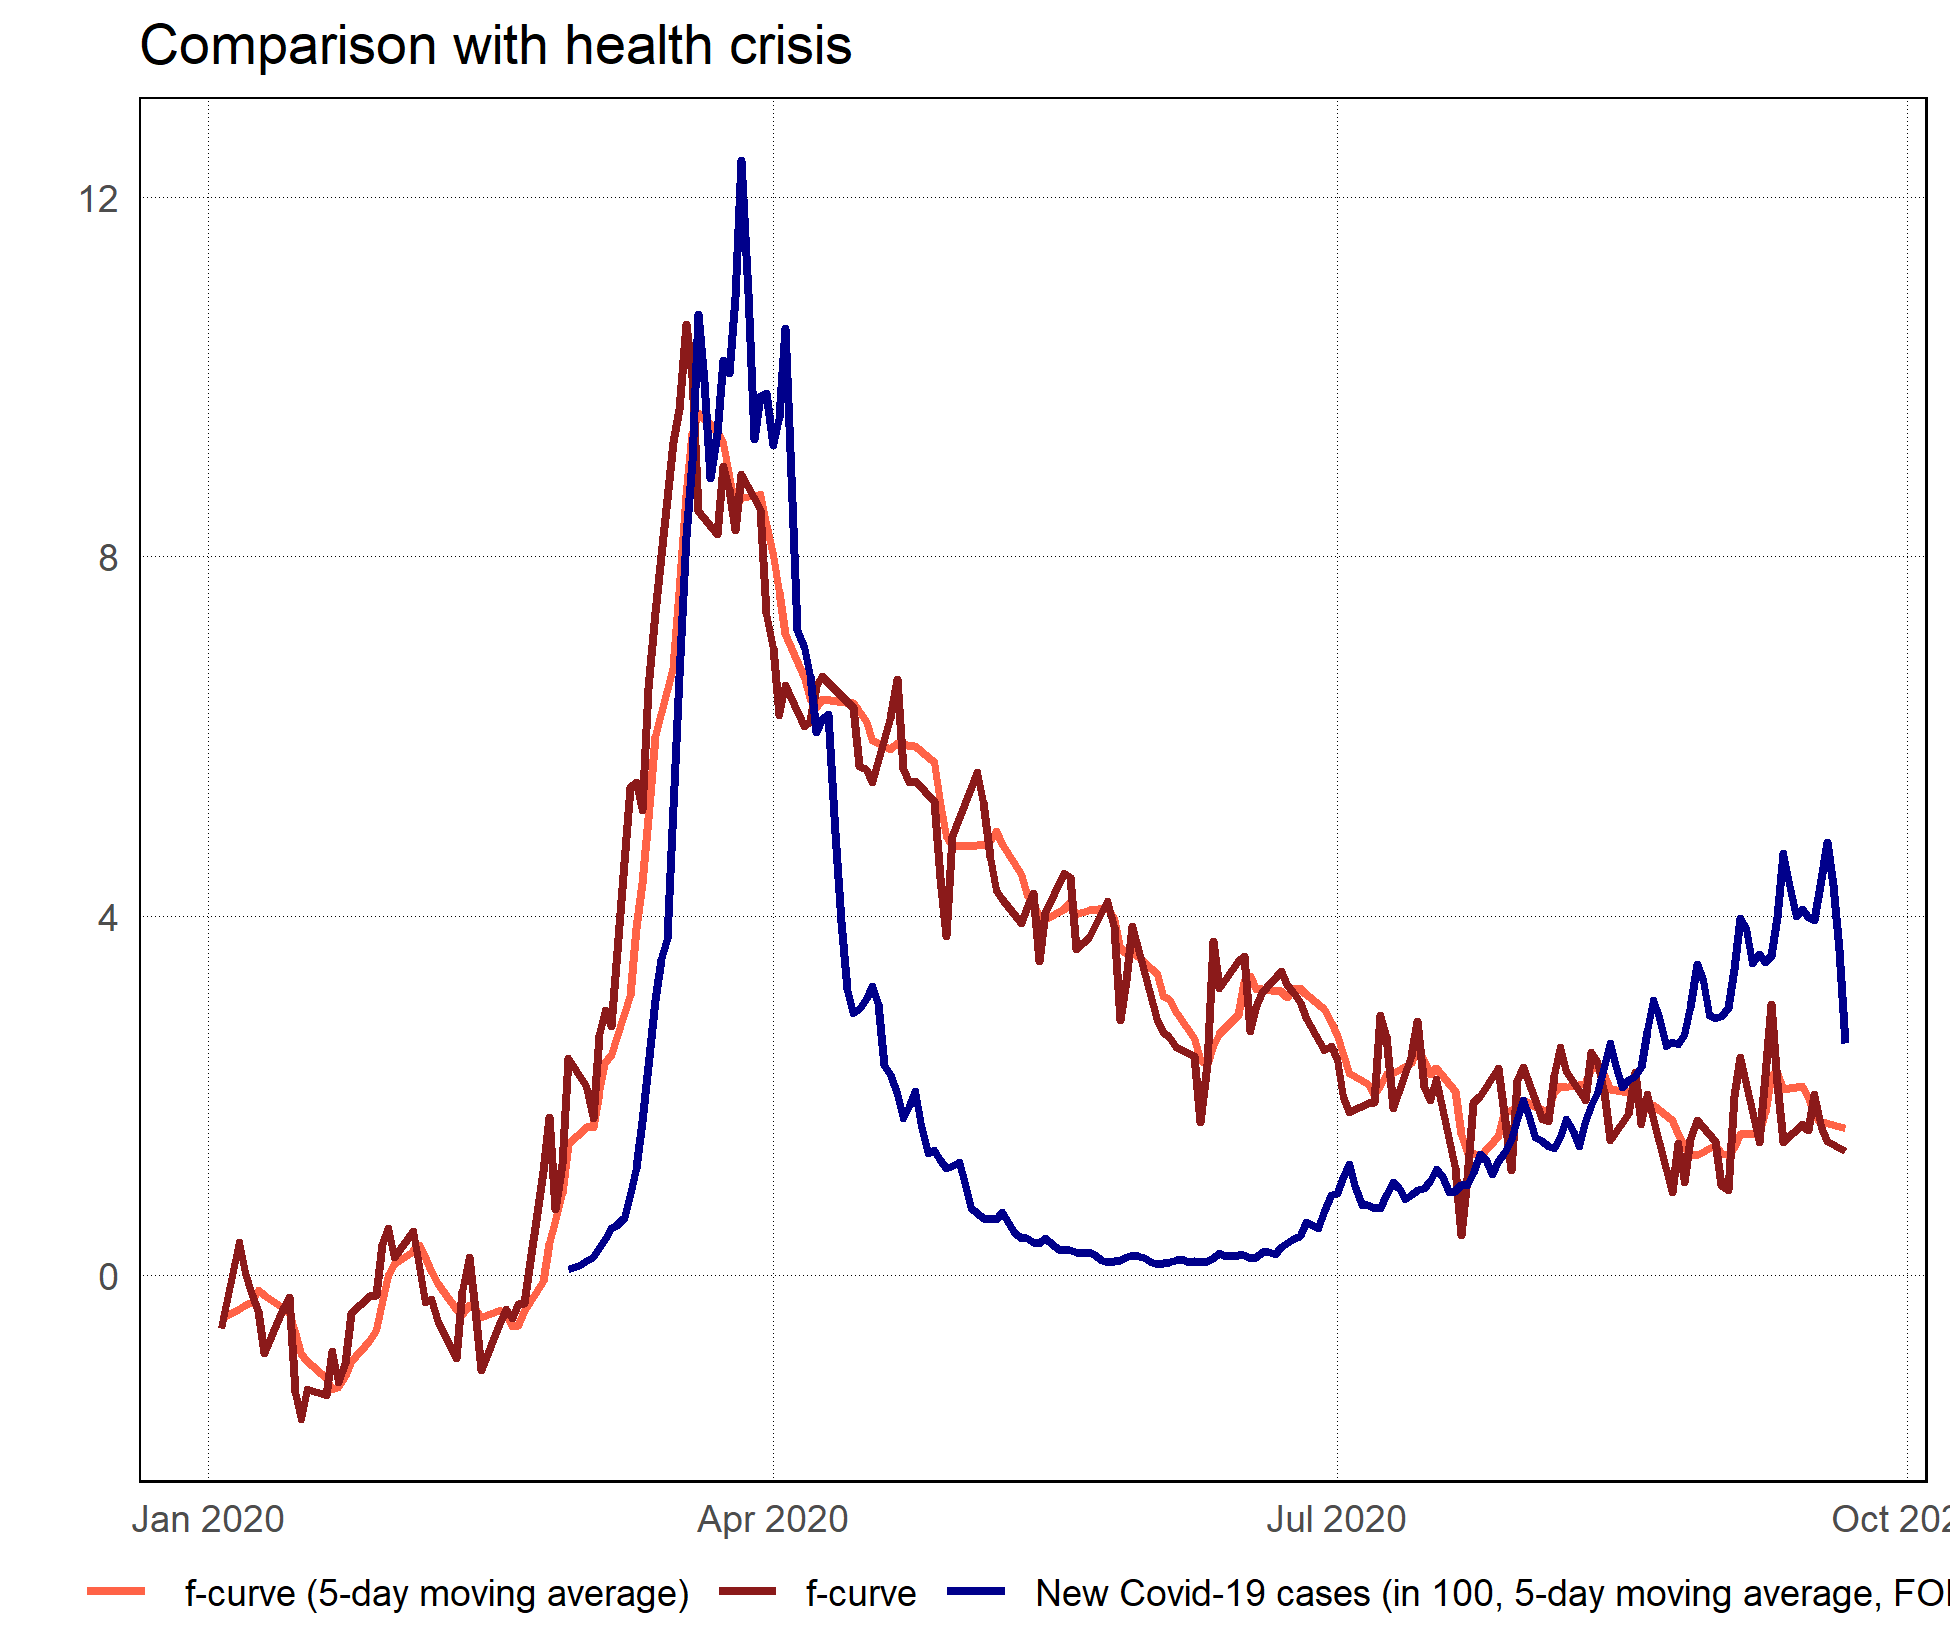 Comparison with health crisis
12
8
4
0
Jan 2020 Apr 2020 Jul 2020 Oct
f-curve (5-day moving average) f-curve New Covid-19 cases (in 100, 5-day moving average,